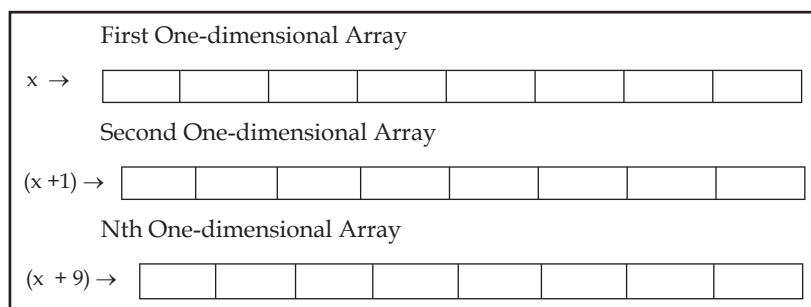 First One-dimensional Array
x →
Second One-dimensional Array
(x +1) →
Nth One-dimensional Array
(x + 9) →